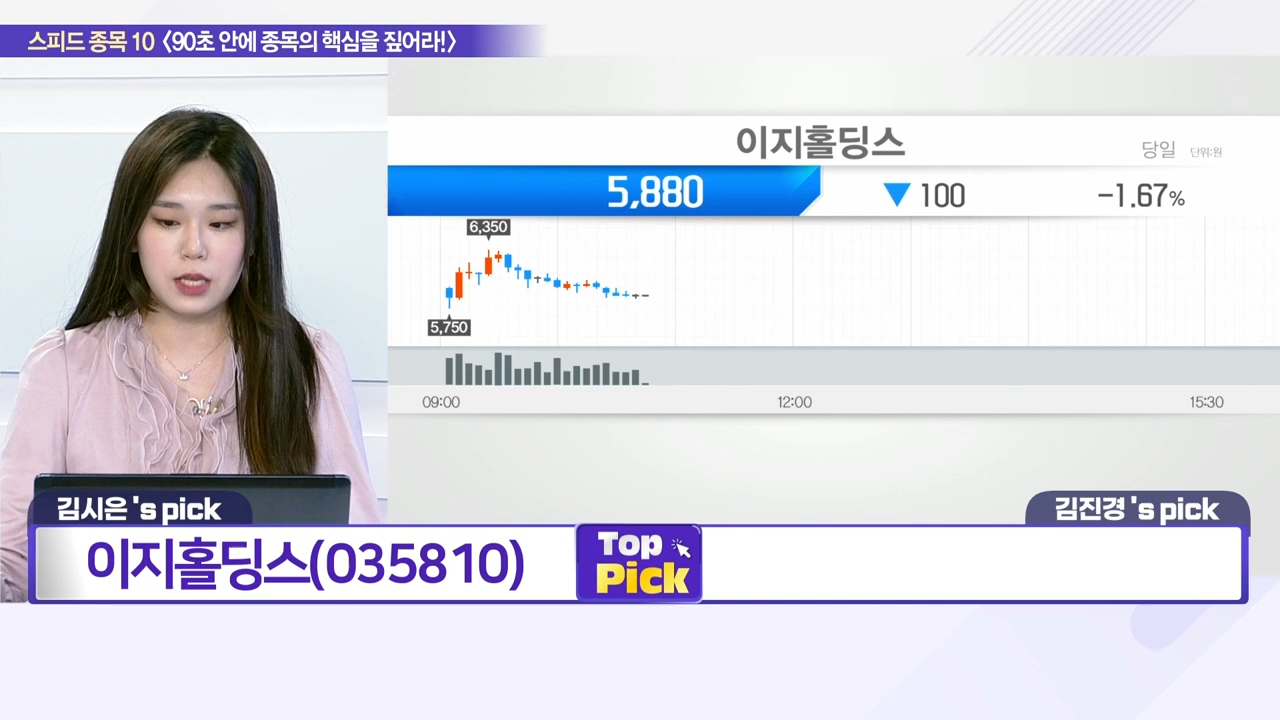 스피드 종목 10 〈90초 안에 종목의 핵심을 짚어라!〉
이지홀딩스
당일 단위:원
5,880 ▼ 100 -1.67%
6,350
5,750
09:00 12:00 15:30
김시은 's pick
김진경 's pick
이지홀딩스(035810)
Top
Pick